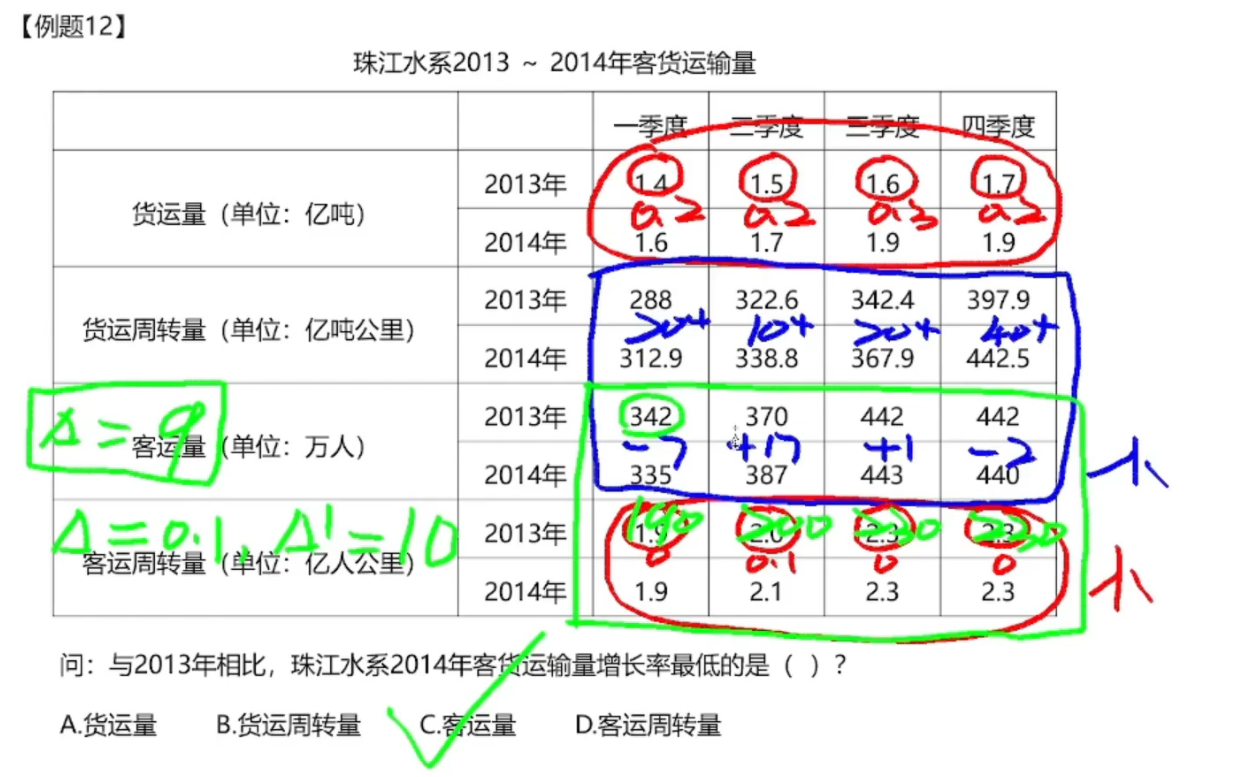 【例题12】
珠江水系2013 ~ 2014年客货运输量
一季度 二季度 三季度 四季度
货运量（单位：亿吨） 2013年 1.4 1.5 1.6 1.7
0.2 0.2 0.3 0.2
2014年 1.6 1.7 1.9 1.9
货运周转量（单位：亿吨公里） 2013年 288 322.6 342.4 397.9
20+ 10+ 20+ 40+
2014年 312.9 338.8 367.9 442.5
客运量（单位：万人） 2013年 342 370 442 442
Δ=9 -7 +17 +1 -2 小
2014年 335 387 443 440
客运周转量（单位：亿人公里） 2013年 1.9 2.0 2.3 2.3
190 200 230 230
Δ=0.1, Δ'=10
0 0.1 0 0 小
2014年 1.9 2.1 2.3 2.3
问：与2013年相比，珠江水系2014年客货运输量增长率最低的是（ ）？
A.货运量 B.货运周转量 C.客运量 D.客运周转量